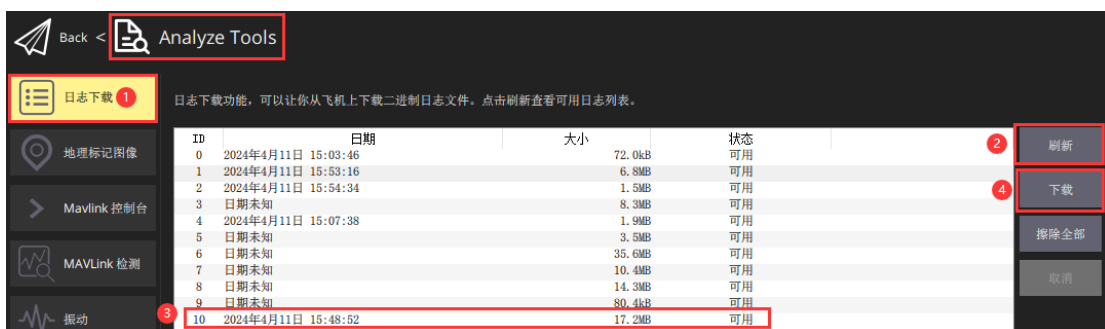 Back < Analyze Tools
日志下载 1
日志下载功能，可以让你从飞机上下载二进制日志文件。点击刷新查看可用日志列表。
地理标记图像
Mavlink 控制台
MAVLink 检测
振动
ID 日期 大小 状态
0 2024年4月11日 15:03:46 72.0kB 可用
1 2024年4月11日 15:53:16 6.8MB 可用
2 2024年4月11日 15:54:34 1.5MB 可用
3 日期未知 8.3MB 可用
4 2024年4月11日 15:07:38 1.9MB 可用
5 日期未知 3.5MB 可用
6 日期未知 35.6MB 可用
7 日期未知 10.4MB 可用
8 日期未知 14.3MB 可用
9 日期未知 80.4kB 可用
3 10 2024年4月11日 15:48:52 17.2MB 可用
2 刷新
4 下载
擦除全部
取消